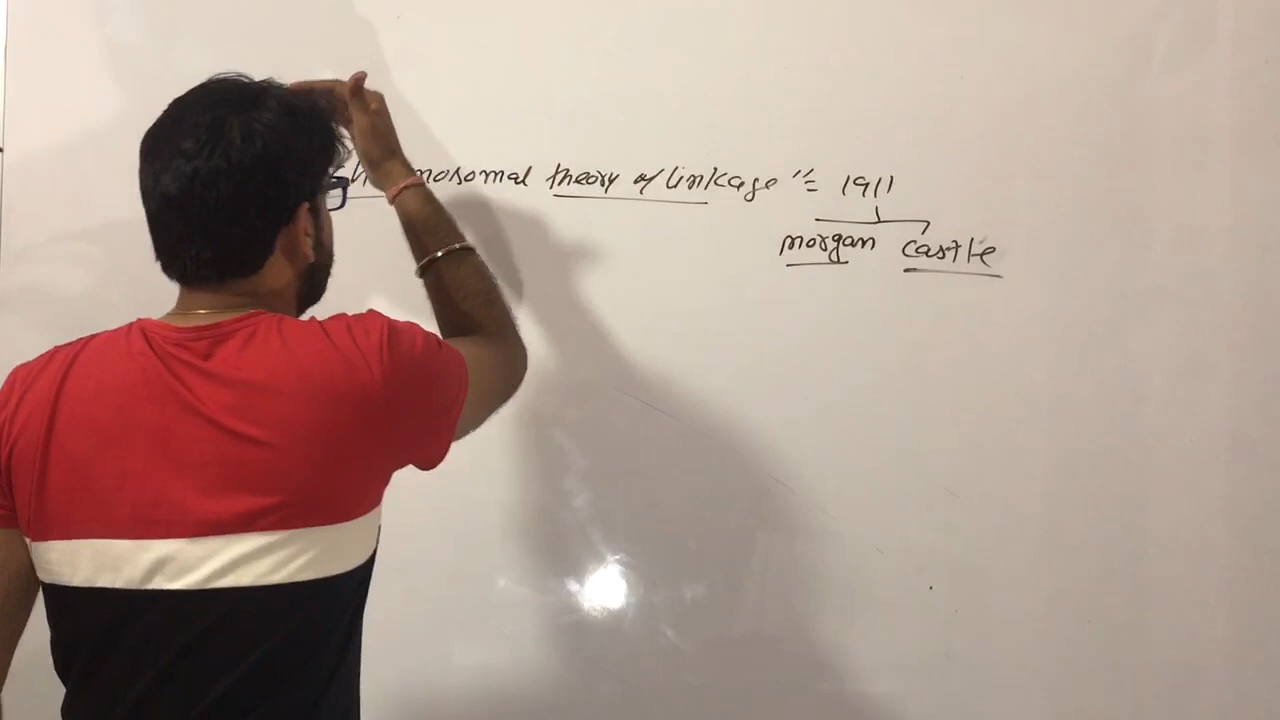 mosomal theory of linkage" = 1911
morgan castle